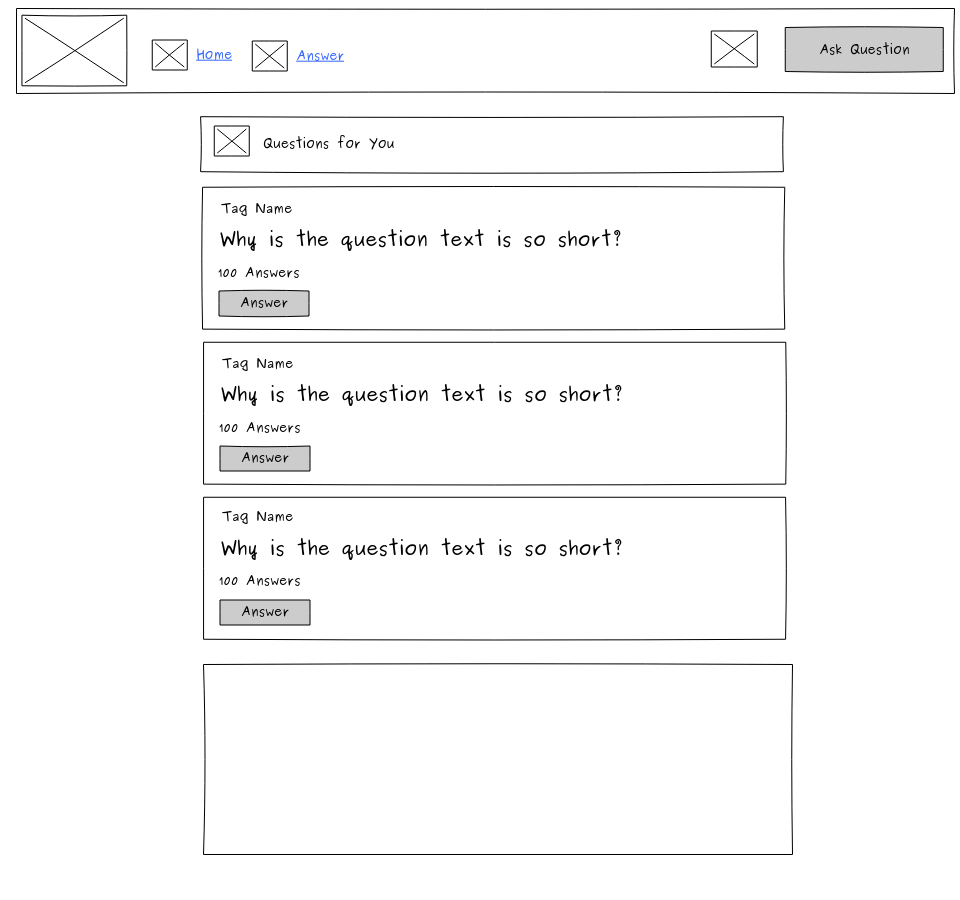 Home
Answer
Ask Question
Questions for You
Tag Name
Why is the question text is so short?
100 Answers
Answer
Tag Name
Why is the question text is so short?
100 Answers
Answer
Tag Name
Why is the question text is so short?
100 Answers
Answer